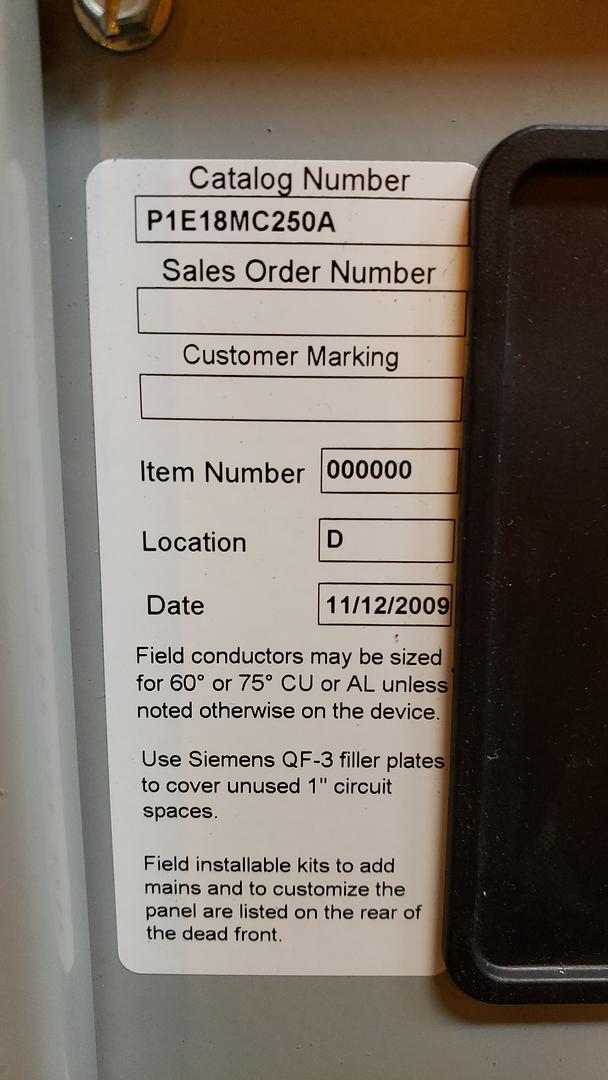 Catalog Number
P1E18MC250A
Sales Order Number
Customer Marking
Item Number 000000
Location D
Date 11/12/2009
Field conductors may be sized
for 60° or 75° CU or AL unless
noted otherwise on the device.
Use Siemens QF-3 filler plates
to cover unused 1" circuit
spaces.
Field installable kits to add
mains and to customize the
panel are listed on the rear of
the dead front.